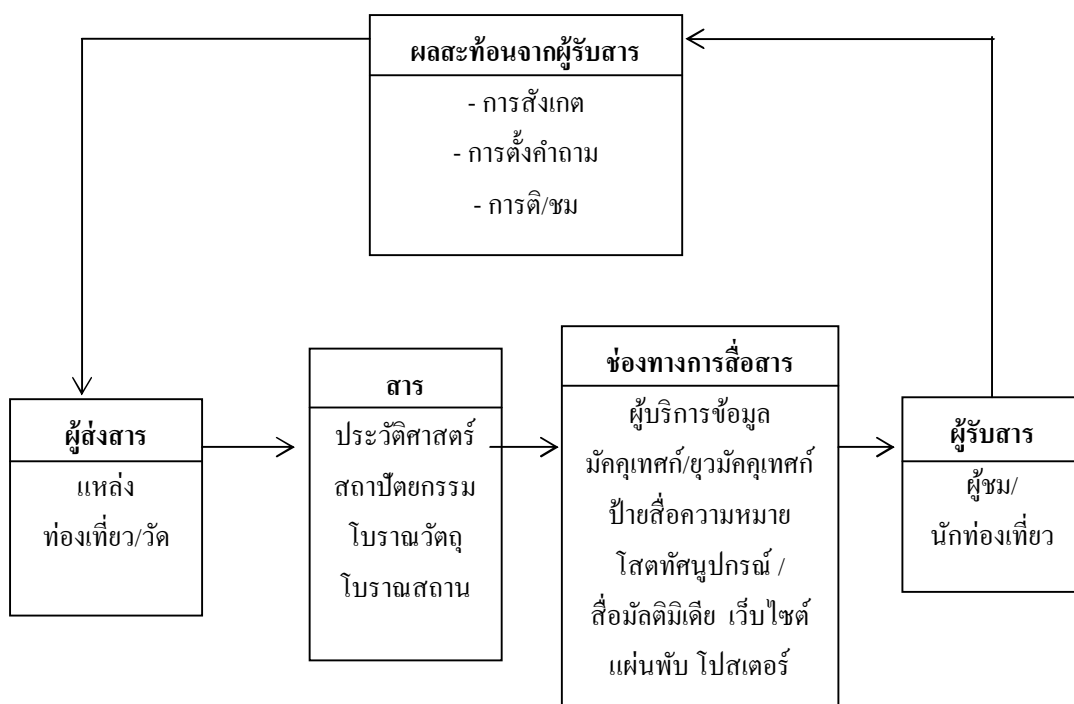 ผลสะท้อนจากผู้รับสาร
- การสังเกต
- การตั้งคำถาม
- การติ/ชม
ผู้ส่งสาร
แหล่ง
ท่องเที่ยว/วัด
สาร
ประวัติศาสตร์
สถาปัตยกรรม
โบราณวัตถุ
โบราณสถาน
ช่องทางการสื่อสาร
ผู้บริการข้อมูล
มัคคุเทศก์/ยุวมัคคุเทศก์
ป้ายสื่อความหมาย
โสตทัศนูปกรณ์ /
สื่อมัลติมิเดีย เว็บไซต์
แผ่นพับ โปสเตอร์
ผู้รับสาร
ผู้ชม/
นักท่องเที่ยว